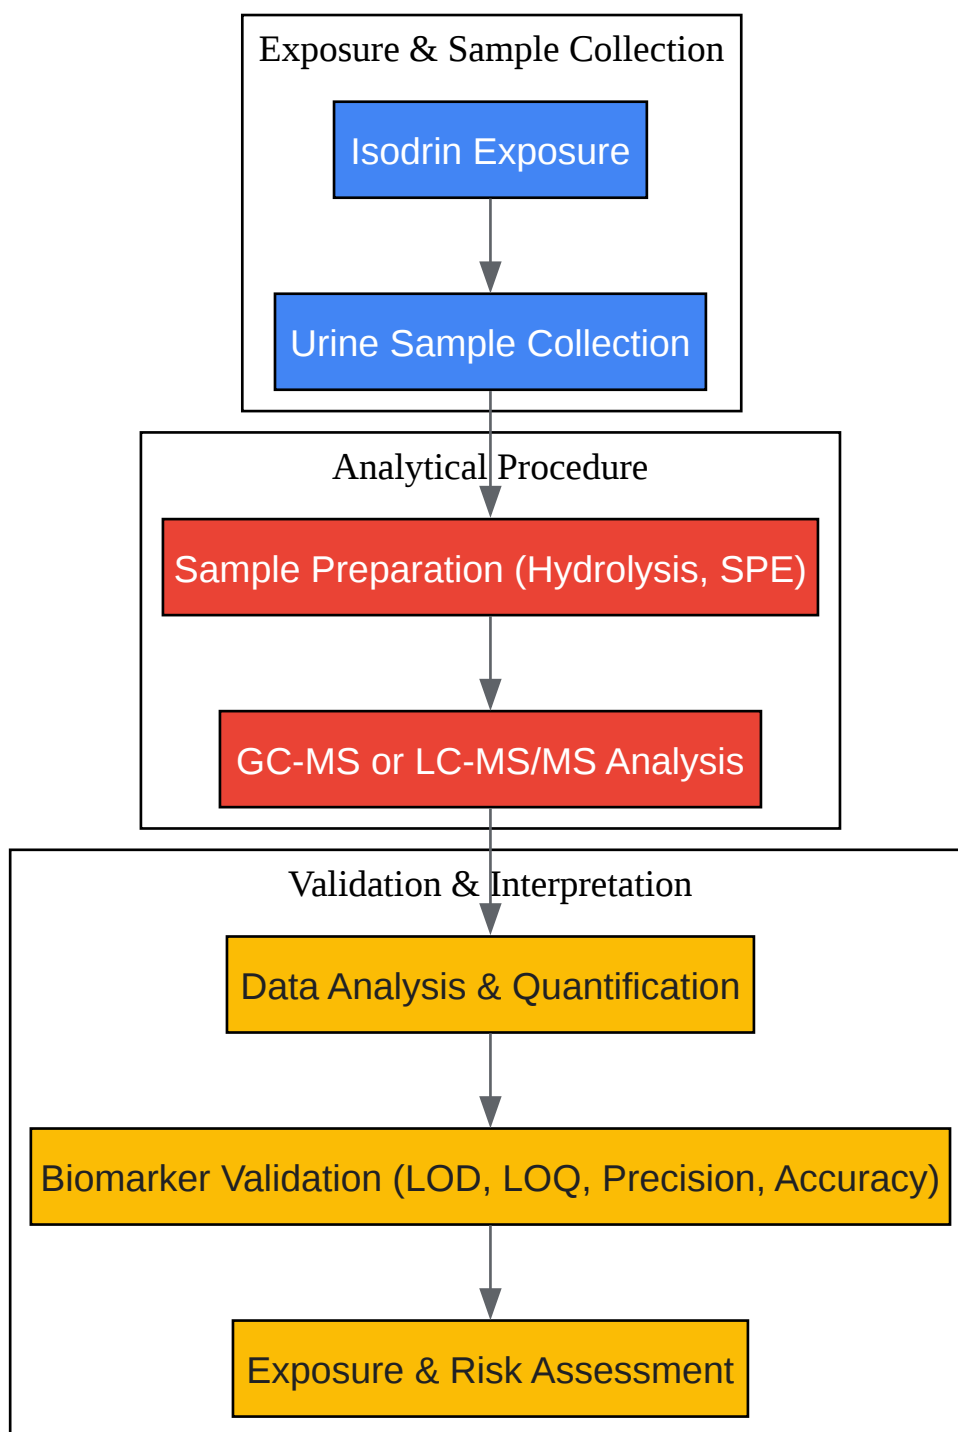 Exposure & Sample Collection
Isodrin Exposure
Urine Sample Collection
Analytical Procedure
Sample Preparation (Hydrolysis, SPE)
GC-MS or LC-MS/MS Analysis
Validation & Interpretation
Data Analysis & Quantification
Biomarker Validation (LOD, LOQ, Precision, Accuracy)
Exposure & Risk Assessment